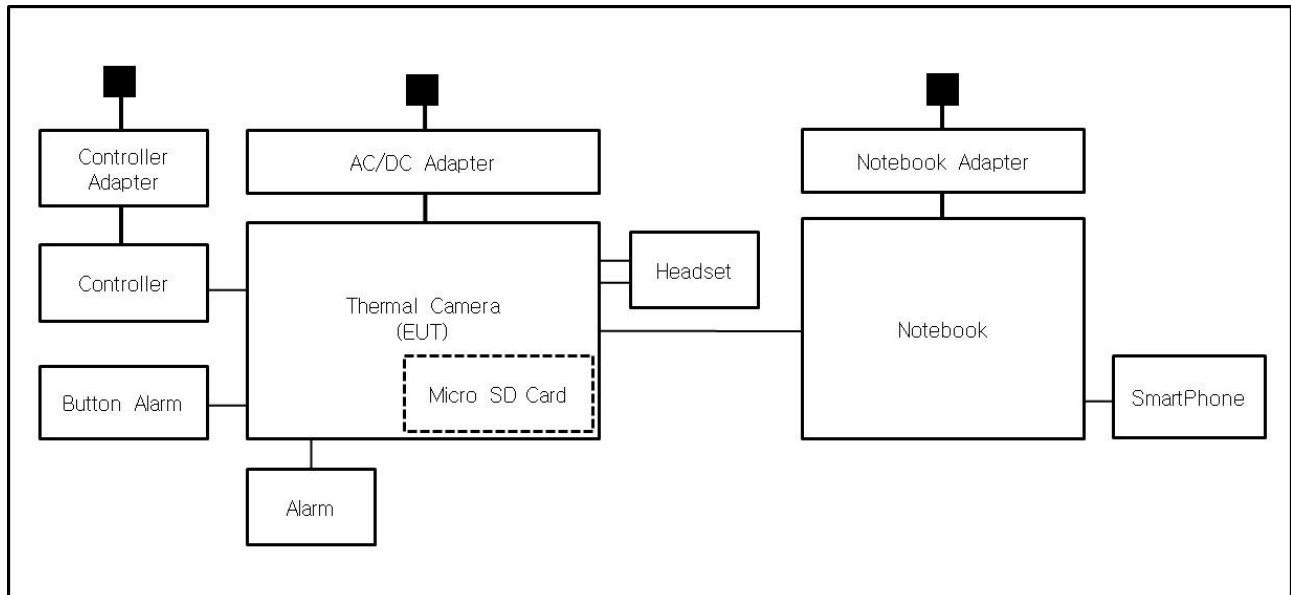 Controller
Adapter
AC/DC Adapter
Notebook Adapter
Controller
Headset
Thermal Camera
(EUT)
Notebook
Micro SD Card
Button Alarm
SmartPhone
Alarm